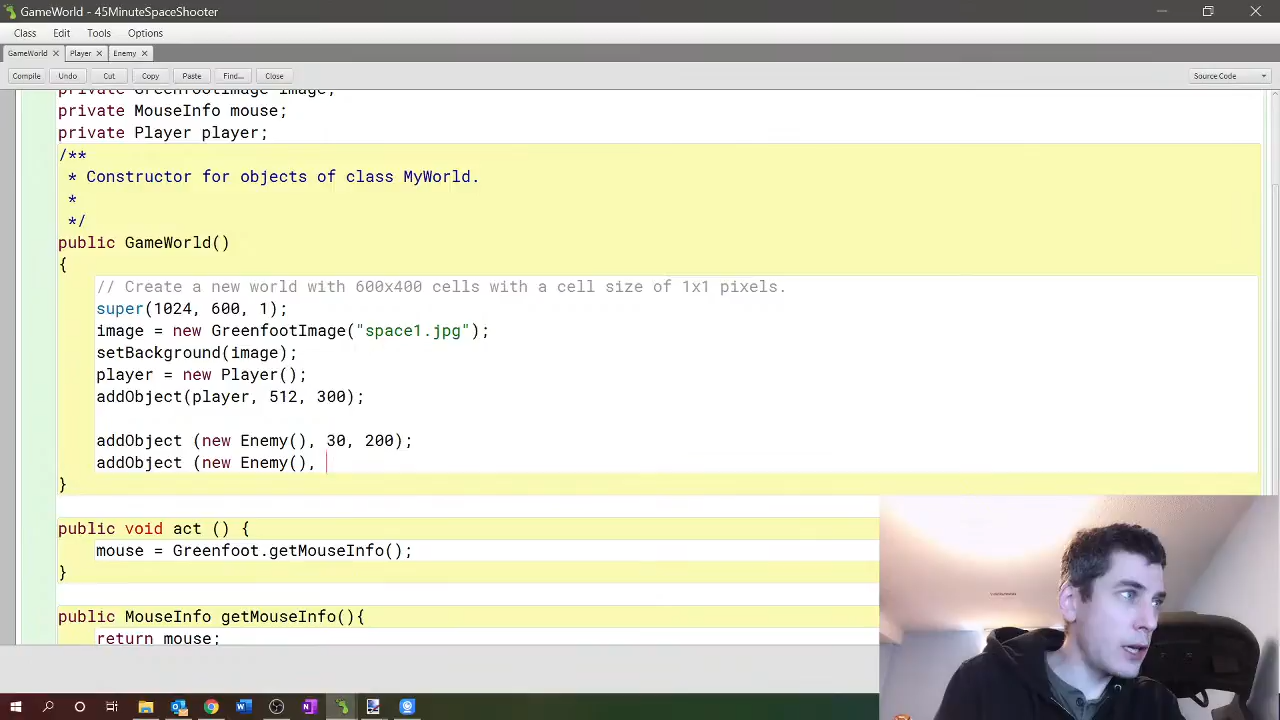 GameWorld - 45MinuteSpaceShooter
Class Edit Tools Options
GameWorld × Player × Enemy ×
Compile Undo Cut Copy Paste Find... Close Source Code
private GreenfootImage image;
private MouseInfo mouse;
private Player player;
/**
* Constructor for objects of class MyWorld.
*
*/
public GameWorld()
{
// Create a new world with 600x400 cells with a cell size of 1x1 pixels.
super(1024, 600, 1);
image = new GreenfootImage("space1.jpg");
setBackground(image);
player = new Player();
addObject(player, 512, 300);
addObject (new Enemy(), 30, 200);
addObject (new Enemy(),
}
public void act () {
mouse = Greenfoot.getMouseInfo();
}
public MouseInfo getMouseInfo(){
return mouse;